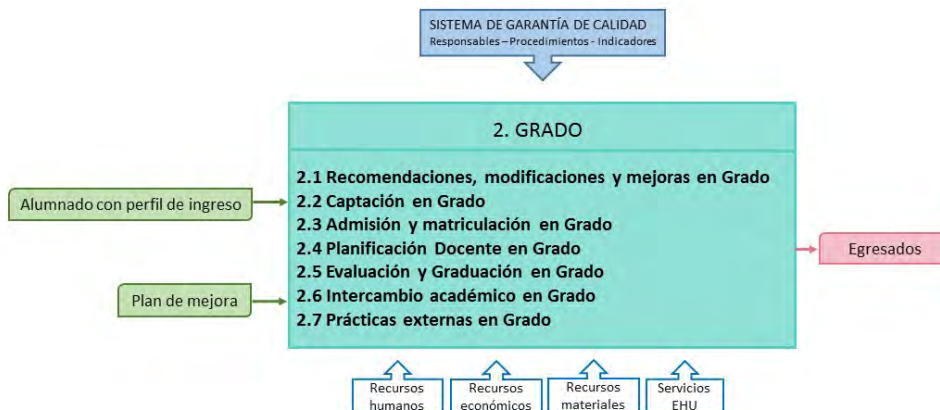 SISTEMA DE GARANTÍA DE CALIDAD
Responsables – Procedimientos - Indicadores
2. GRADO
2.1 Recomendaciones, modificaciones y mejoras en Grado
2.2 Captación en Grado
2.3 Admisión y matriculación en Grado
2.4 Planificación Docente en Grado
2.5 Evaluación y Graduación en Grado
2.6 Intercambio académico en Grado
2.7 Prácticas externas en Grado
Alumnado con perfil de ingreso
Plan de mejora
Egresados
Recursos
humanos
Recursos
económicos
Recursos
materiales
Servicios
EHU